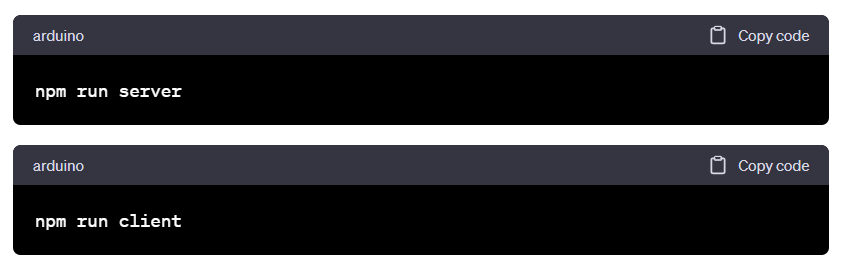 arduino Copy code
npm run server
arduino Copy code
npm run client